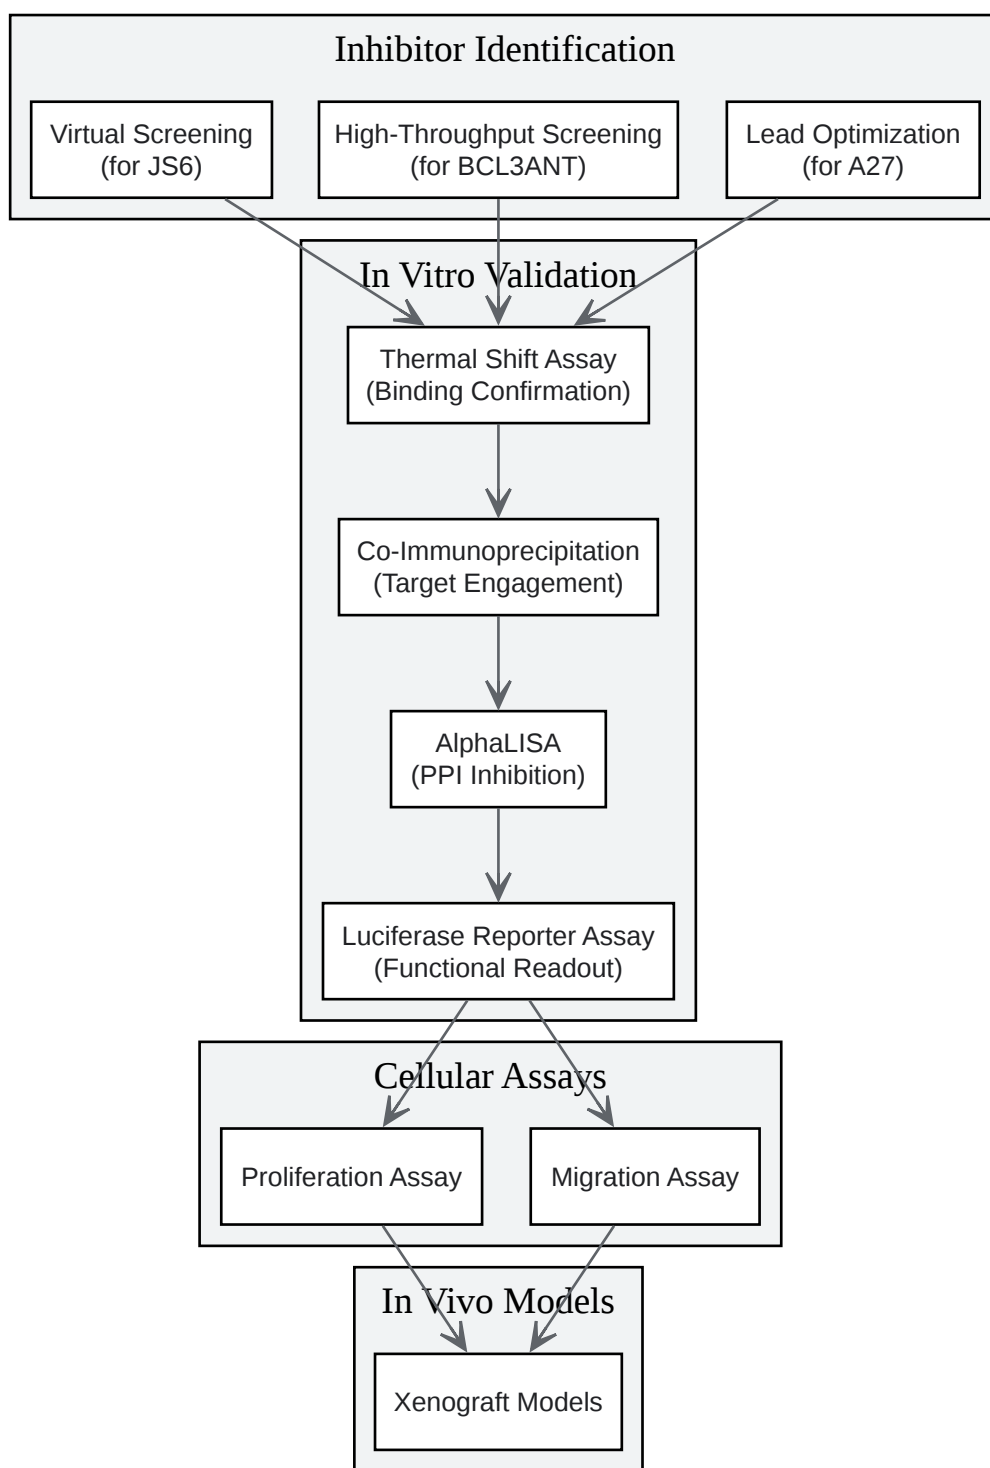 Inhibitor Identification
Virtual Screening
(for JS6)
High-Throughput Screening
(for BCL3ANT)
Lead Optimization
(for A27)
In Vitro Validation
Thermal Shift Assay
(Binding Confirmation)
Co-Immunoprecipitation
(Target Engagement)
AlphaLISA
(PPI Inhibition)
Luciferase Reporter Assay
(Functional Readout)
Cellular Assays
Proliferation Assay
Migration Assay
In Vivo Models
Xenograft Models